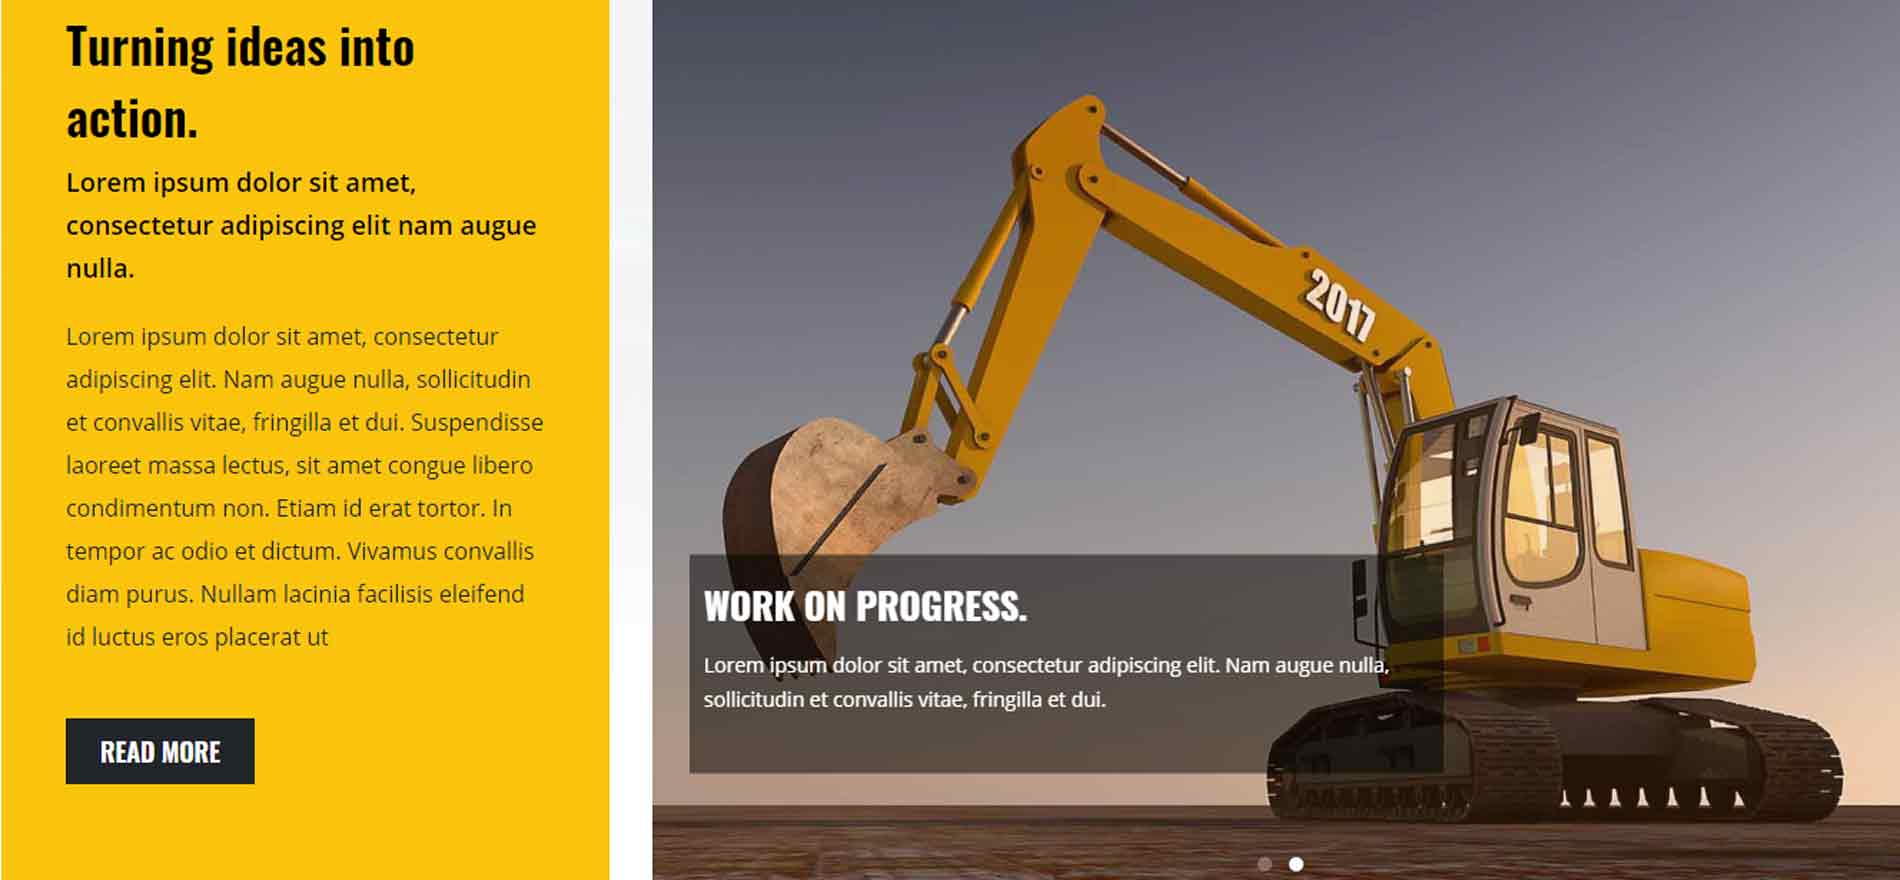 Turning ideas into
action.
Lorem ipsum dolor sit amet,
consectetur adipiscing elit nam augue
nulla.
Lorem ipsum dolor sit amet, consectetur
adipiscing elit. Nam augue nulla, sollicitudin
et convallis vitae, fringilla et dui. Suspendisse
laoreet massa lectus, sit amet congue libero
condimentum non. Etiam id erat tortor. In
tempor ac odio et dictum. Vivamus convallis
diam purus. Nullam lacinia facilisis eleifend
id luctus eros placerat ut
READ MORE
2017
WORK ON PROGRESS.
Lorem ipsum dolor sit amet, consectetur adipiscing elit. Nam augue nulla,
sollicitudin et convallis vitae, fringilla et dui.